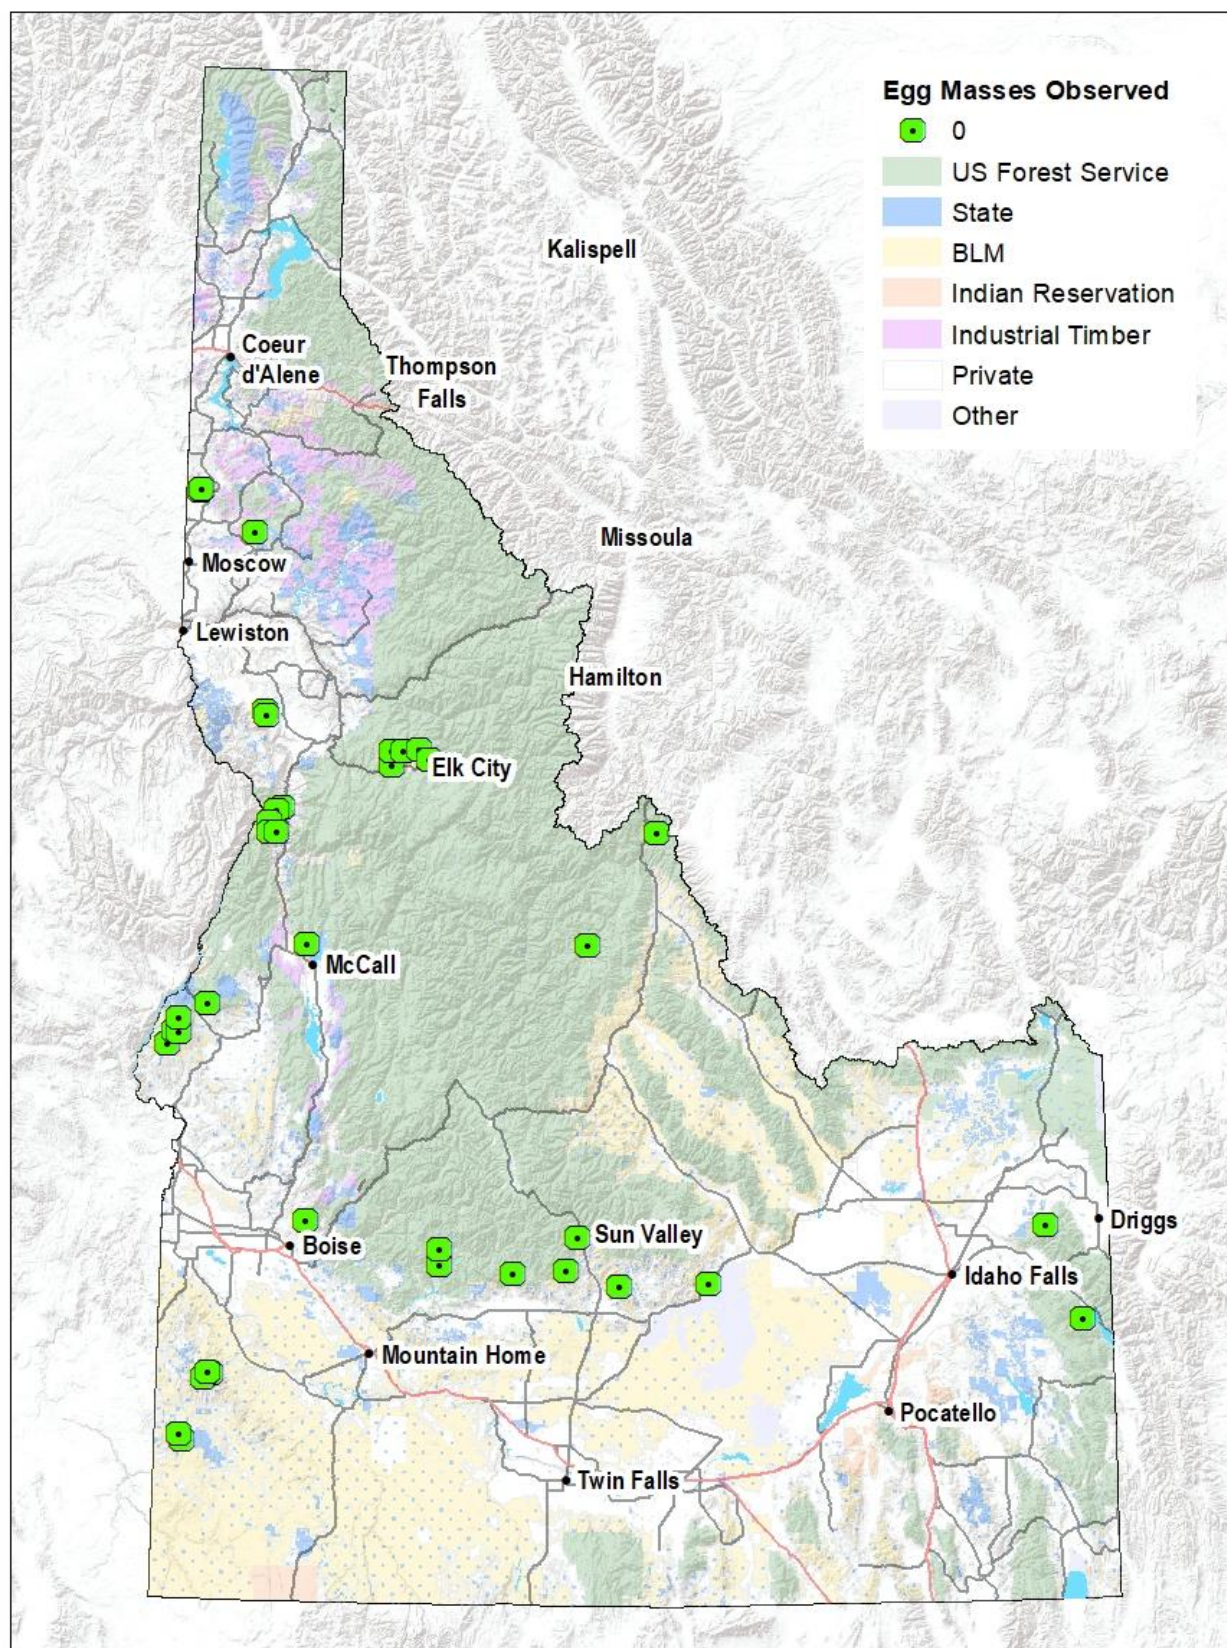 Egg Masses Observed
0
US Forest Service
State
BLM
Indian Reservation
Industrial Timber
Private
Other
Kalispell
Coeur
d'Alene
Thompson
Falls
Missoula
Moscow
Lewiston
Hamilton
Elk City
McCall
Driggs
Sun Valley
Boise
Idaho Falls
Mountain Home
Pocatello
Twin Falls